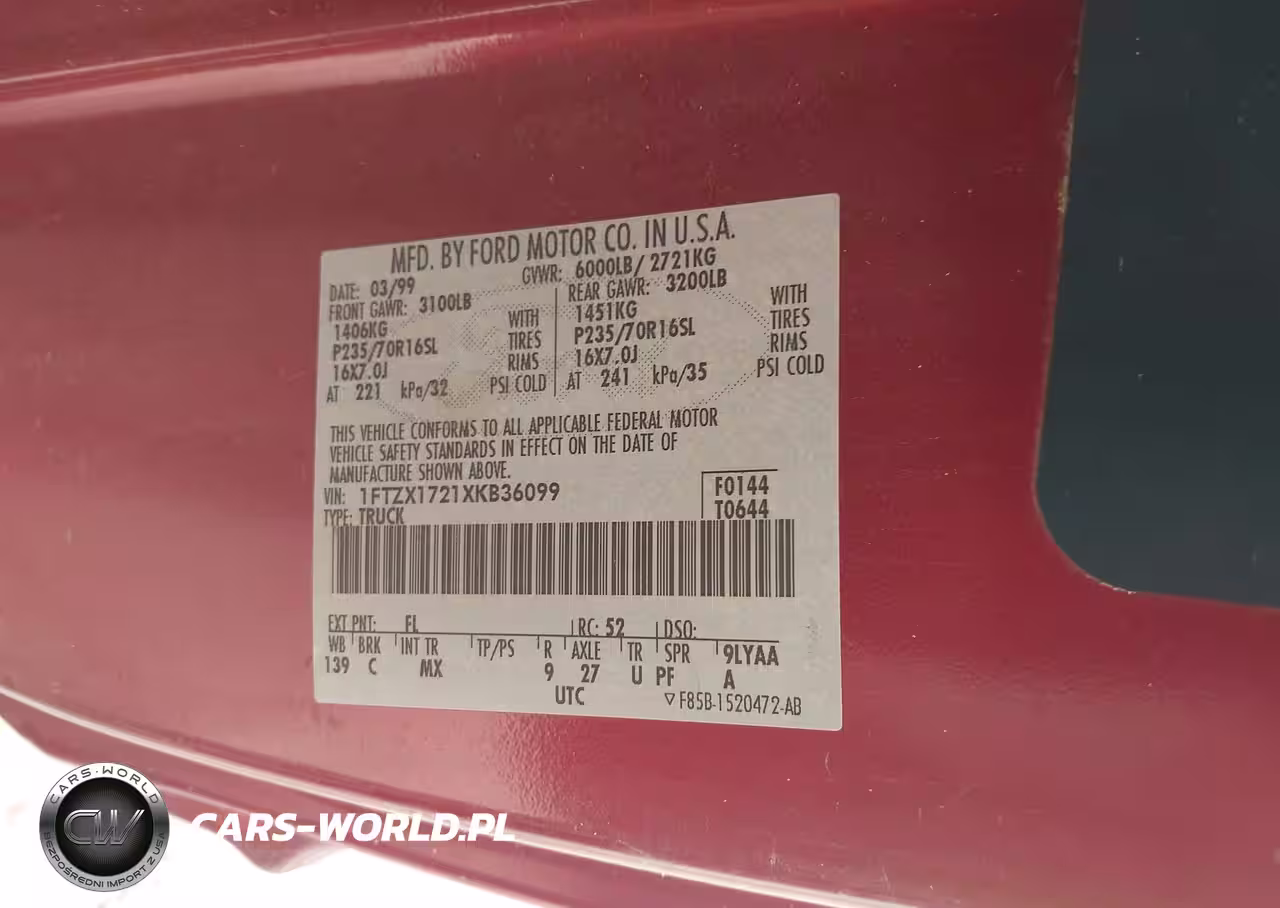 MFD. BY FORD MOTOR CO. IN U.S.A.
DATE: 03/99 GVWR: 6000LB/ 2721KG
FRONT GAWR: 3100LB
1406KG WITH
P235/70R16SL TIRES
16X7.0J RIMS
AT 221 kPa/32 PSI COLD
REAR GAWR: 3200LB
1451KG WITH
P235/70R16SL TIRES
16X7.0J RIMS
AT 241 kPa/35 PSI COLD
THIS VEHICLE CONFORMS TO ALL APPLICABLE FEDERAL MOTOR
VEHICLE SAFETY STANDARDS IN EFFECT ON THE DATE OF
MANUFACTURE SHOWN ABOVE.
VIN: 1FTZX1721XKB36099
TYPE: TRUCK
F0144
T0644
EXT PNT: FL RC: 52 DSO:
WB BRK INT TR TP/PS R AXLE TR SPR 9LYAA
139 C MX 9 27 U PF A
UTC
F85B-1520472-AB
CARS-WORLD
CW
BEZPOŚREDNI IMPORT Z USA
CARS-WORLD.PL